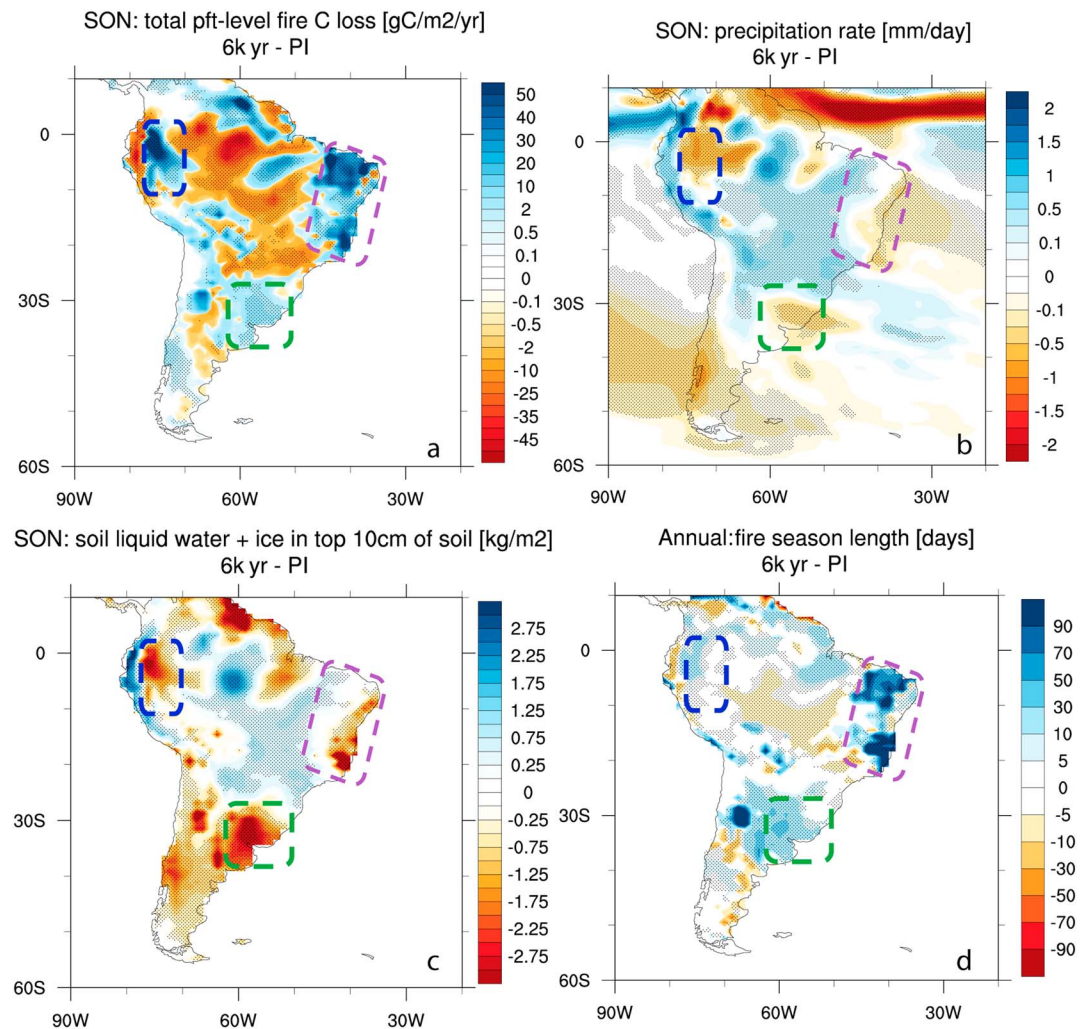 SON: total pft-level fire C loss [gC/m2/yr]
6k yr - PI
0
30S
60S
90W
60W
30W
50
40
30
20
10
2
0.5
0.1
0
-0.1
-0.5
-2
-10
-25
-35
-45
a
SON: precipitation rate [mm/day]
6k yr - PI
0
30S
60S
90W
60W
30W
2
1.5
1
0.5
0.1
0
-0.1
-0.5
-1
-1.5
-2
b
SON: soil liquid water + ice in top 10cm of soil [kg/m2]
6k yr - PI
0
30S
60S
90W
60W
30W
2.75
2.25
1.75
1.25
0.75
0.25
0
-0.25
-0.75
-1.25
-1.75
-2.25
-2.75
c
Annual:fire season length [days]
6k yr - PI
0
30S
60S
90W
60W
30W
90
70
50
30
10
5
0
-5
-10
-30
-50
-70
-90
d